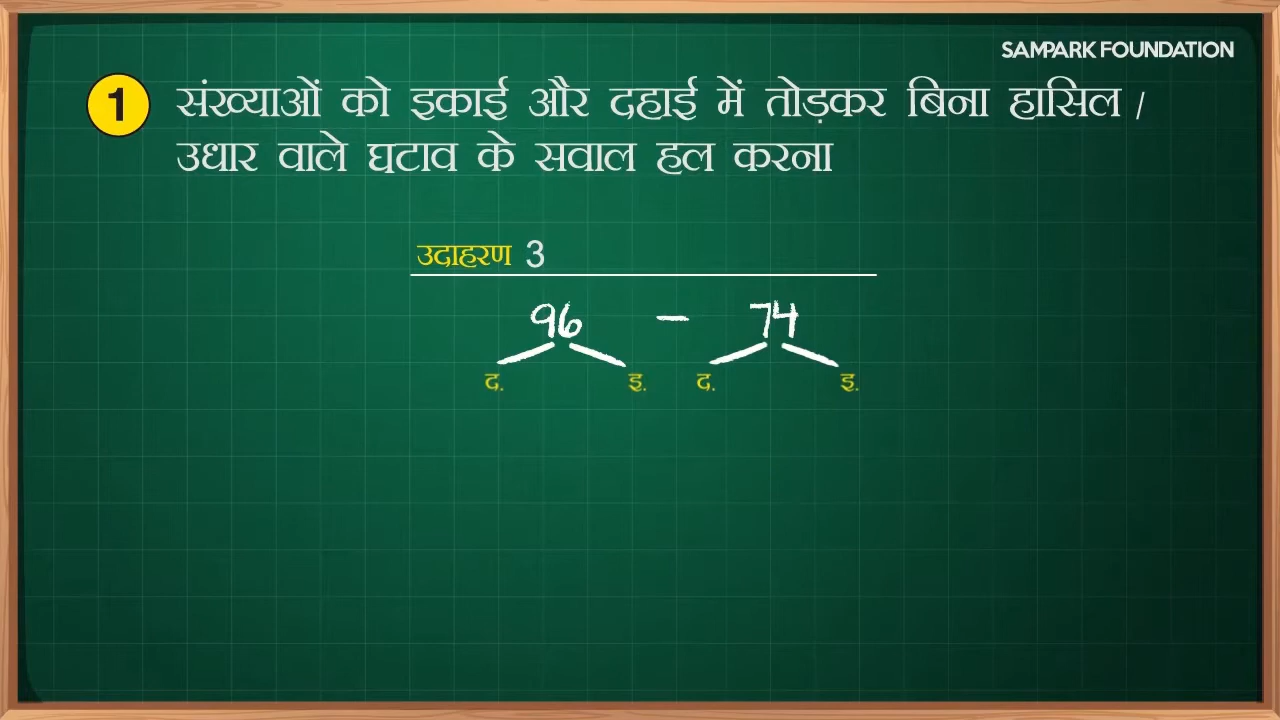 SAMPARK FOUNDATION
1 संख्याओं को इकाई और दहाई में तोड़कर बिना हासिल /
उधार वाले घटाव के सवाल हल करना
उदाहरण 3
96 – 74
द. इ. द. इ.